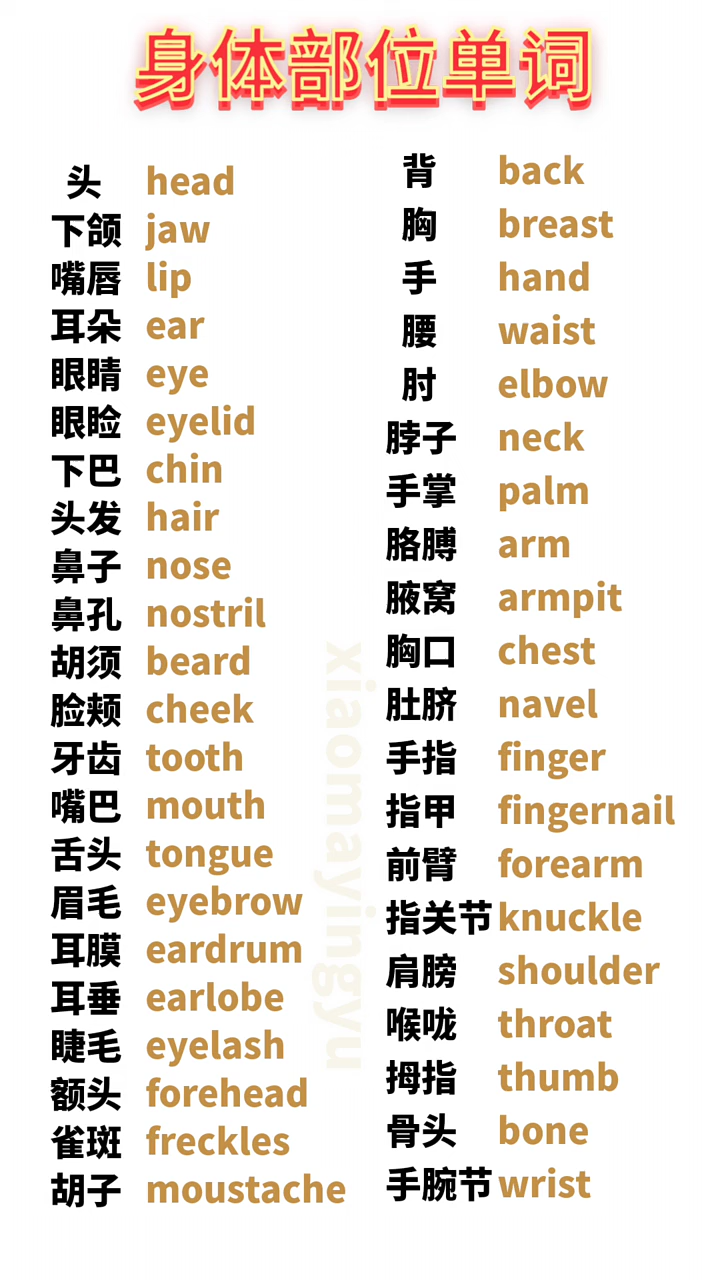 身体部位单词
头 head
下颌 jaw
嘴唇 lip
耳朵 ear
眼睛 eye
眼睑 eyelid
下巴 chin
头发 hair
鼻子 nose
鼻孔 nostril
胡须 beard
脸颊 cheek
牙齿 tooth
嘴巴 mouth
舌头 tongue
眉毛 eyebrow
耳膜 eardrum
耳垂 earlobe
睫毛 eyelash
额头 forehead
雀斑 freckles
胡子 moustache
背 back
胸 breast
手 hand
腰 waist
肘 elbow
脖子 neck
手掌 palm
胳膊 arm
腋窝 armpit
胸口 chest
肚脐 navel
手指 finger
指甲 fingernail
前臂 forearm
指关节 knuckle
肩膀 shoulder
喉咙 throat
拇指 thumb
骨头 bone
手腕节 wrist
xiaomayingyu